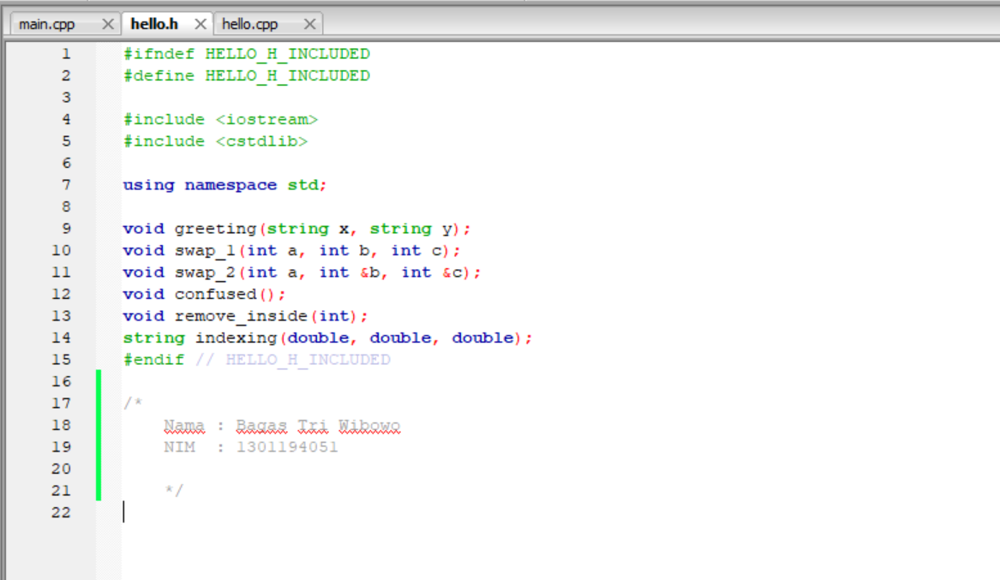 main.cpp hello.h hello.cpp
1 #ifndef HELLO_H_INCLUDED
2 #define HELLO_H_INCLUDED
3
4 #include <iostream>
5 #include <cstdlib>
6
7 using namespace std;
8
9 void greeting(string x, string y);
10 void swap_1(int a, int b, int c);
11 void swap_2(int a, int &b, int &c);
12 void confused();
13 void remove_inside(int);
14 string indexing(double, double, double);
15 #endif // HELLO_H_INCLUDED
16
17 /*
18     Nama : Bagas Tri Wibowo
19     NIM  : 1301194051
20
21     */
22